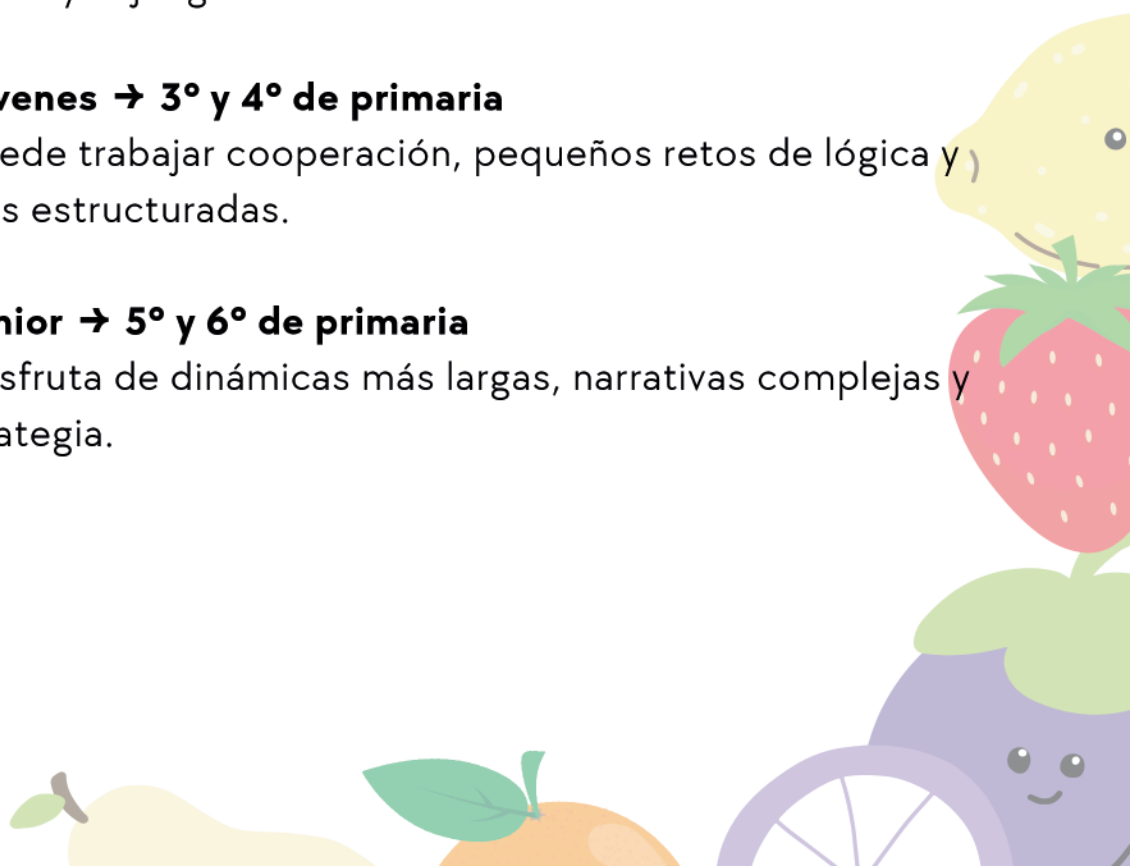 venes → 3º y 4º de primaria
ede trabajar cooperación, pequeños retos de lógica y
s estructuradas.
nior → 5º y 6º de primaria
sfruta de dinámicas más largas, narrativas complejas y
ategia.